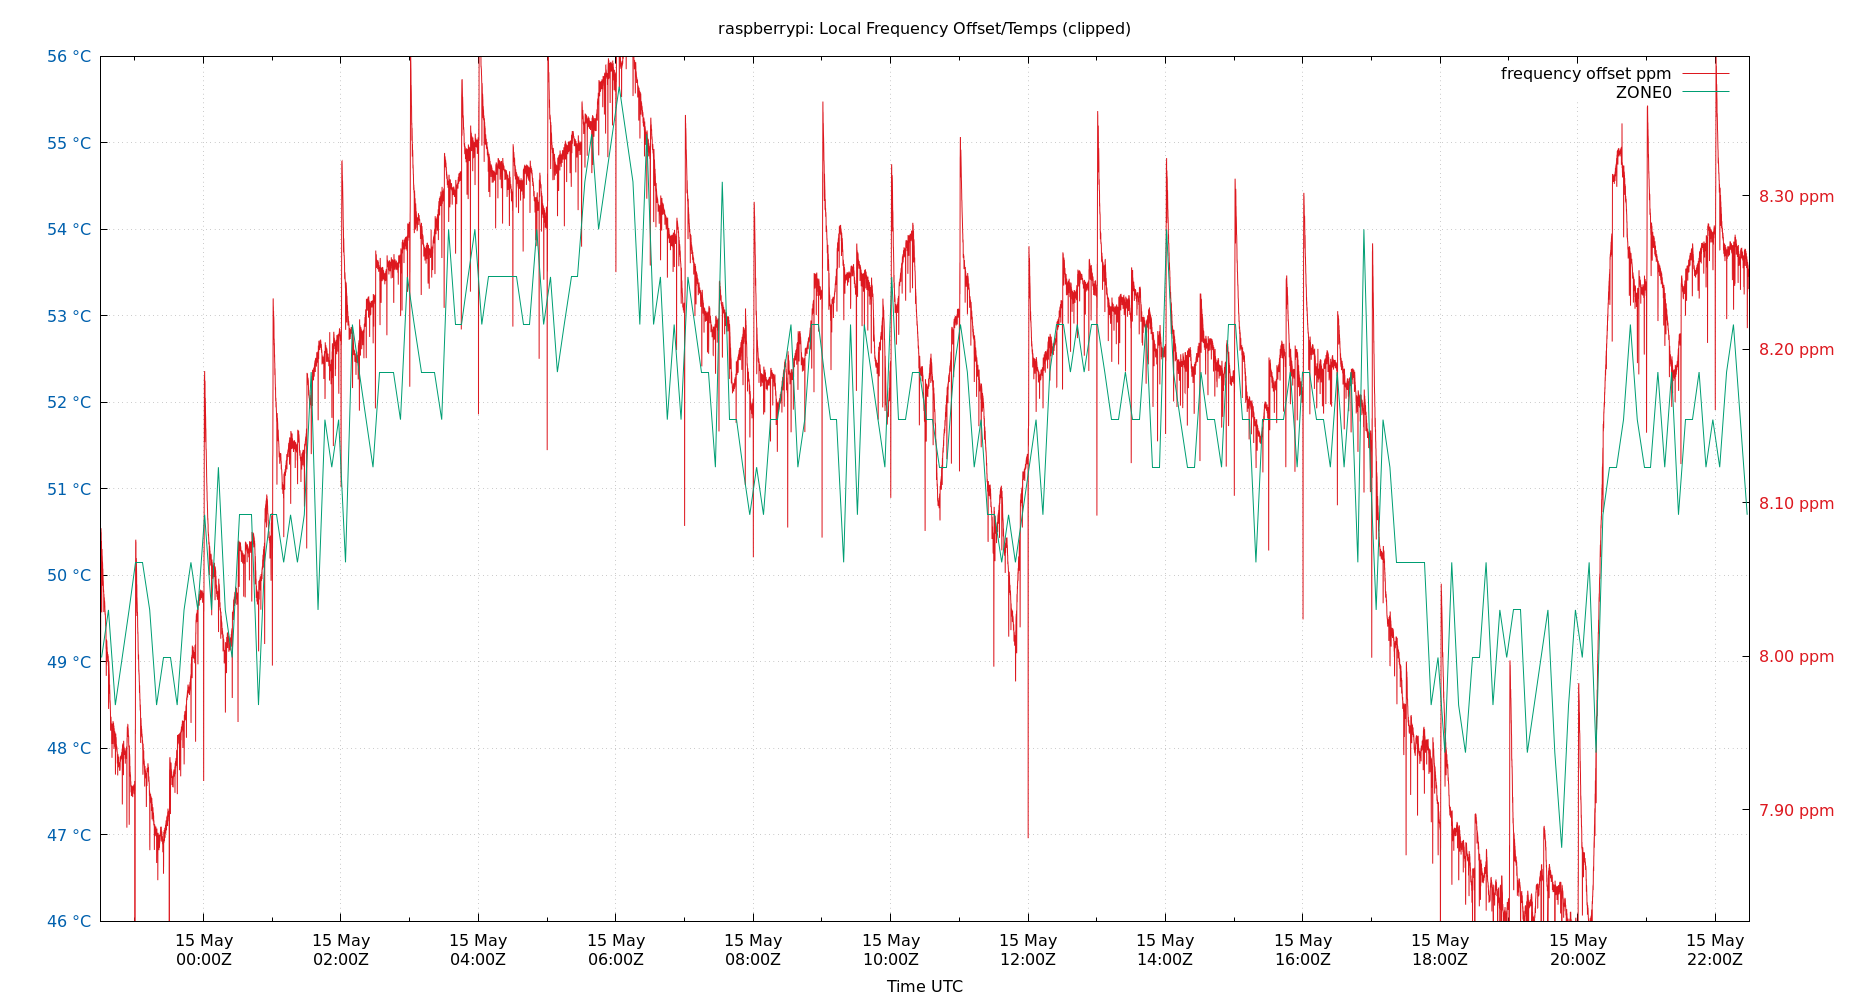 raspberrypi: Local Frequency Offset/Temps (clipped)
56 °C
55 °C
54 °C
53 °C
52 °C
51 °C
50 °C
49 °C
48 °C
47 °C
46 °C
frequency offset ppm
ZONE0
8.30 ppm
8.20 ppm
8.10 ppm
8.00 ppm
7.90 ppm
15 May 15 May 15 May 15 May 15 May 15 May 15 May 15 May 15 May 15 May 15 May 15 May
00:00Z 02:00Z 04:00Z 06:00Z 08:00Z 10:00Z 12:00Z 14:00Z 16:00Z 18:00Z 20:00Z 22:00Z
Time UTC